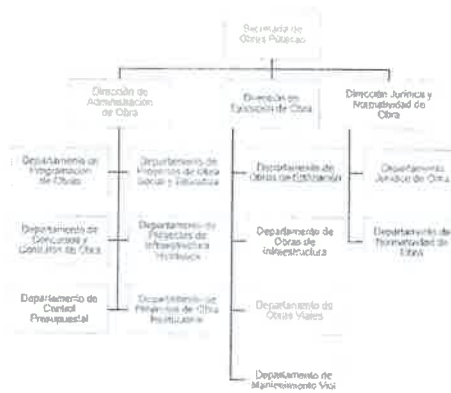 Secretaría de
Obras Públicas
Dirección de
Administración
de Obra
Dirección de
Ejecución de Obra
Dirección Jurídica y
Normatividad de
Obra
Departamento de
Programación
de Obras
Departamento de
Proyectos de Obra
Social y Educativa
Departamento de
Obras de Edificación
Departamento
Jurídico de Obra
Departamento de
Concursos y
Contratos de Obra
Departamento de
Proyectos de
Infraestructura
Departamento de
Obras de
Infraestructura
Departamento de
Normatividad de
Obra
Departamento de
Control
Presupuestal
Departamento de
Proyectos de Obra
Institucional
Departamento de
Obras Viales
Departamento de
Mantenimiento Vial